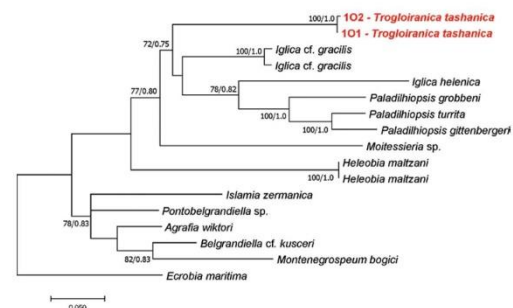 100/1.0
1O2 - Trogloiranica tashanica
1O1 - Trogloiranica tashanica
72/0.75
100/1.0
Iglica cf. gracilis
Iglica cf. gracilis
77/0.80
78/0.82
Iglica helenica
Paladilhiopsis grobbeni
100/1.0
Paladilhiopsis turrita
100/1.0
Paladilhiopsis gittenbergeri
Moitessieria sp.
Heleobia maltzani
100/1.0
Heleobia maltzani
Islamia zermanica
78/0.83
Pontobelgrandiella sp.
Agrafia wiktori
Belgrandiella cf. kusceri
82/0.83
Montenegrospeum bogici
Ecrobia maritima
0.050